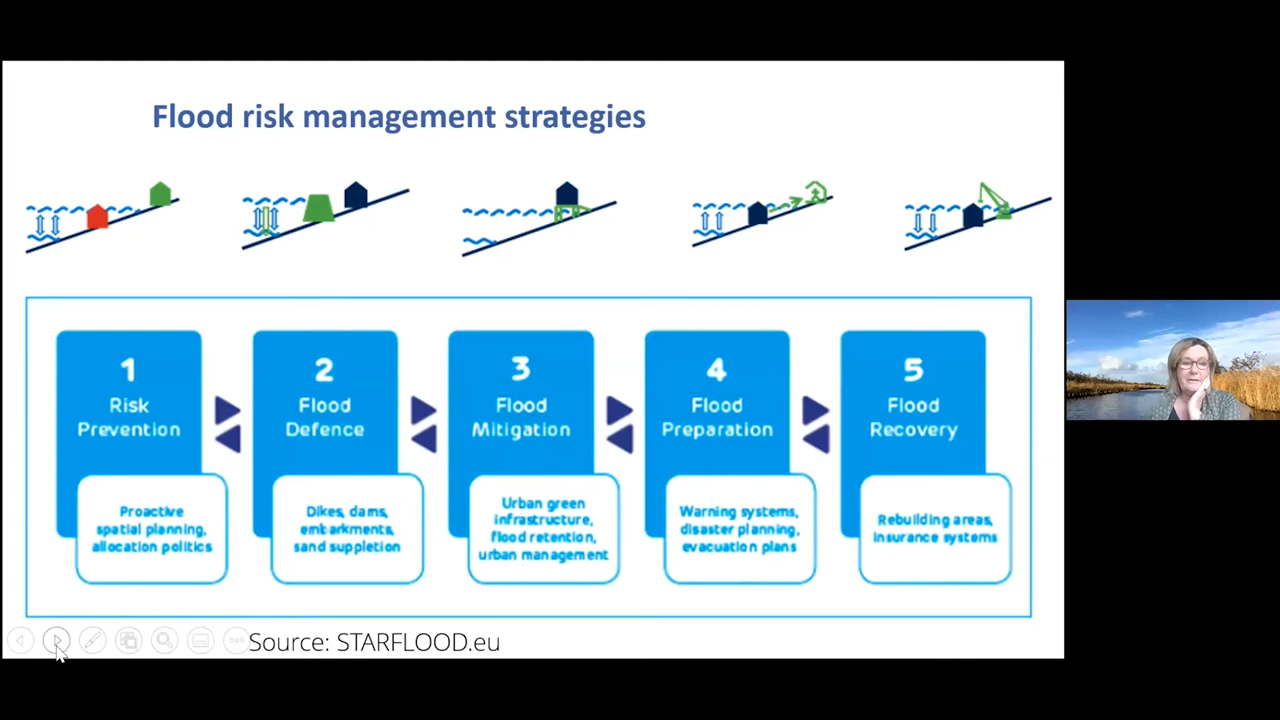 Flood risk management strategies
1
Risk
Prevention
Proactive
spatial planning,
allocation politics
2
Flood
Defence
Dikes, dams,
embarkments,
sand suppletion
3
Flood
Mitigation
Urban green
infrastructure,
flood retention,
urban management
4
Flood
Preparation
Warning systems,
disaster planning,
evacuation plans
5
Flood
Recovery
Rebuilding areas,
insurance systems
Source: STARFLOOD.eu